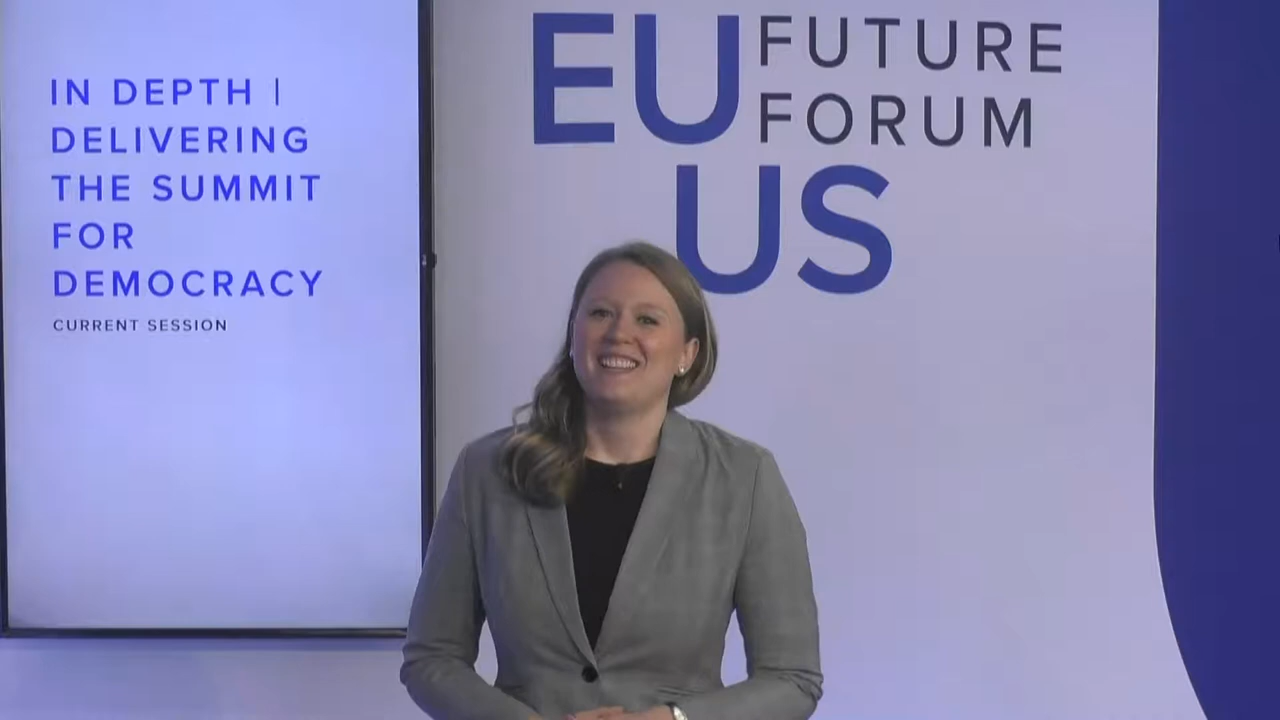 IN DEPTH |
DELIVERING
THE SUMMIT
FOR
DEMOCRACY
CURRENT SESSION
EU FUTURE
FORUM
US